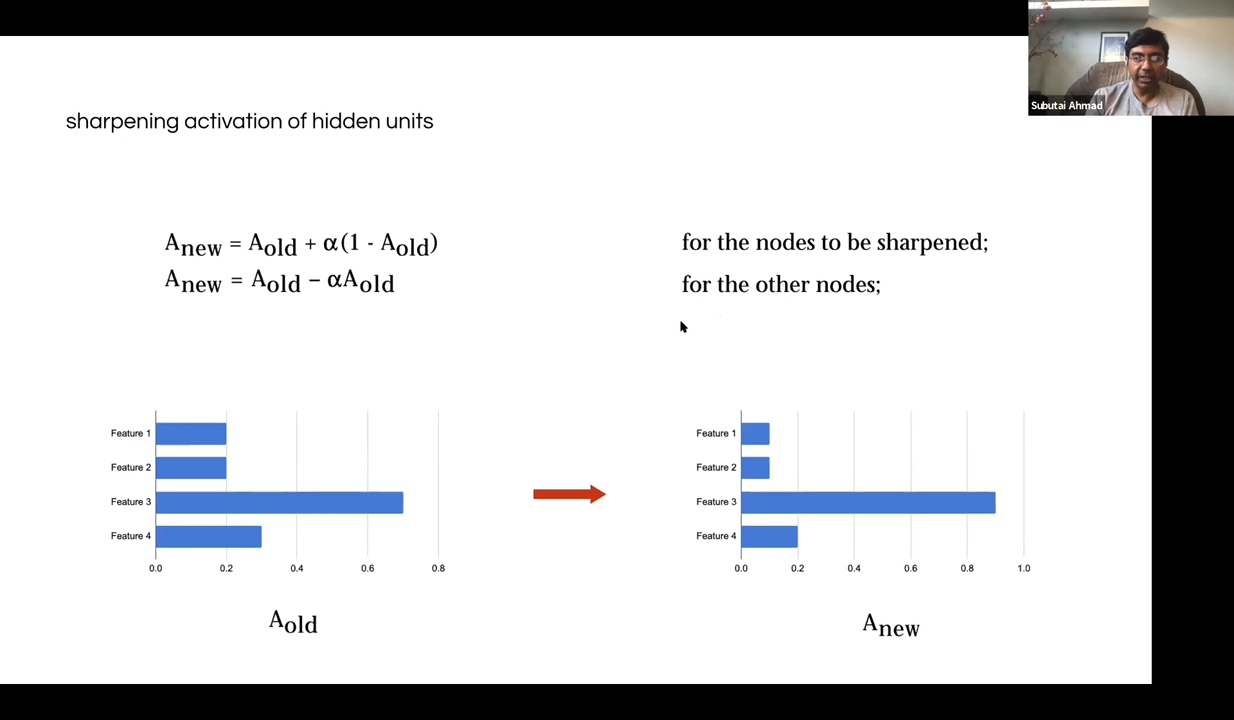 Subutai Ahmad
sharpening activation of hidden units
Anew = Aold + α(1 - Aold)
for the nodes to be sharpened;
Anew = Aold – αAold
for the other nodes;
Feature 1
Feature 2
Feature 3
Feature 4
0.0 0.2 0.4 0.6 0.8
Aold
Feature 1
Feature 2
Feature 3
Feature 4
0.0 0.2 0.4 0.6 0.8 1.0
Anew